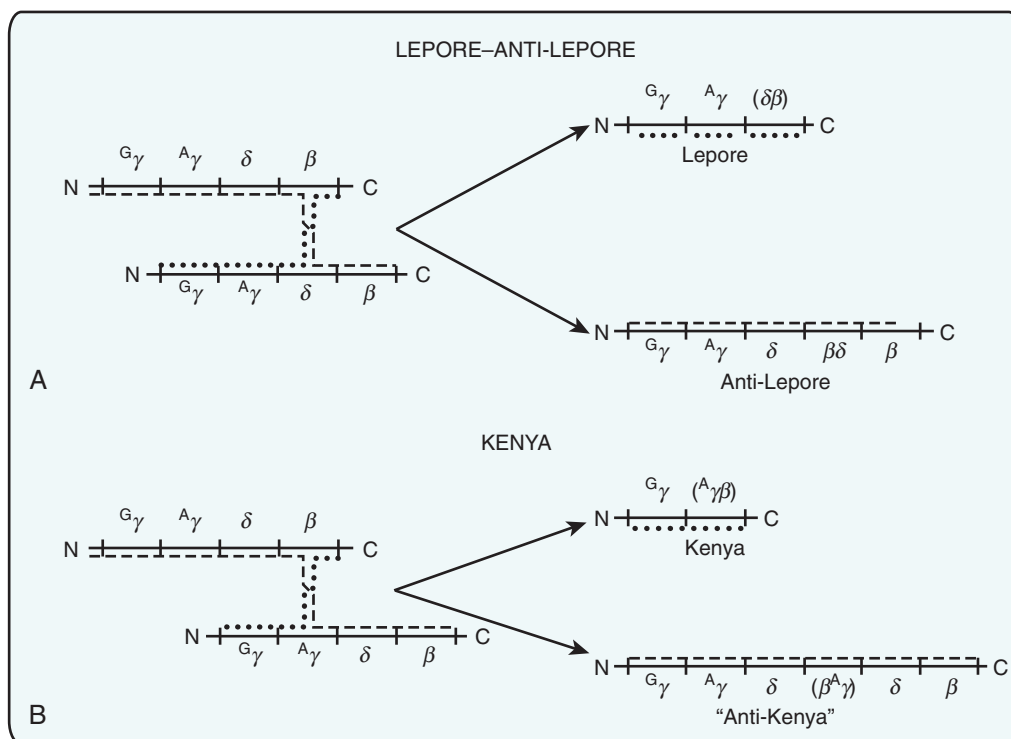 LEPORE–ANTI-LEPORE
ᴳγ ᴬγ δ β
N C
N C
ᴳγ ᴬγ δ β
ᴳγ ᴬγ (δβ)
N C
Lepore
N C
ᴳγ ᴬγ δ βδ β
Anti-Lepore
A
KENYA
ᴳγ ᴬγ δ β
N C
N C
ᴳγ ᴬγ δ β
ᴳγ (ᴬγβ)
N C
Kenya
N C
ᴳγ ᴬγ δ (βᴬγ) δ β
"Anti-Kenya"
B